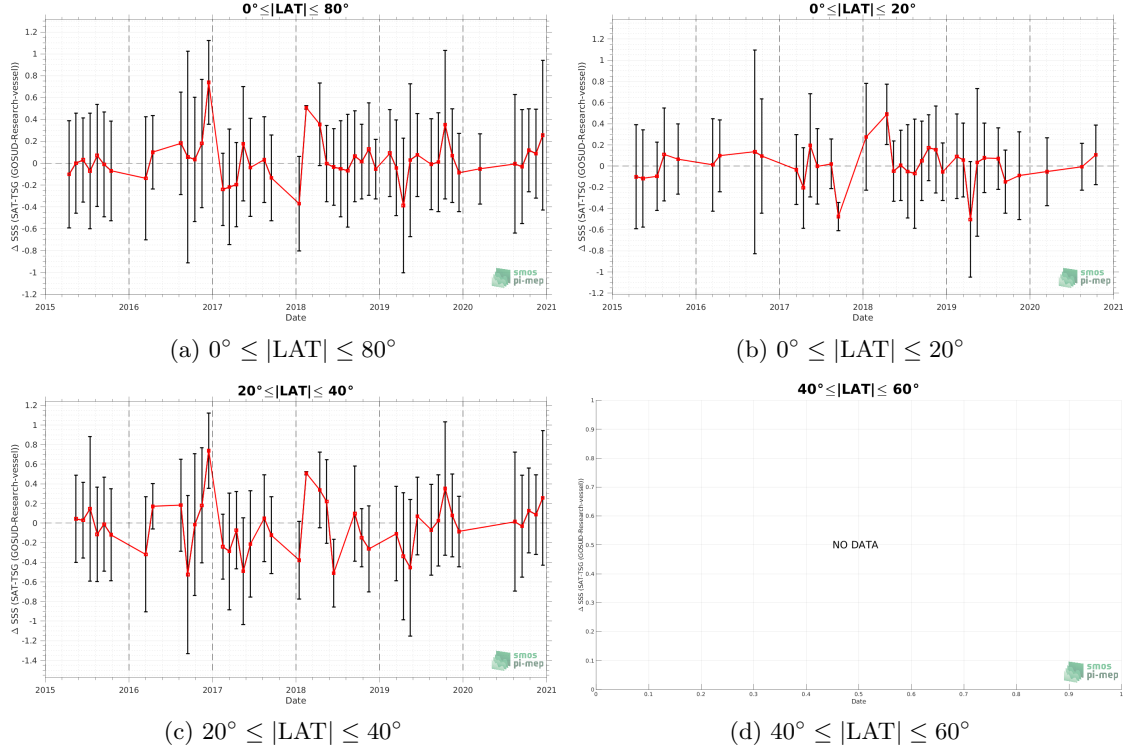 0°≤|LAT|≤ 80°
Δ SSS (SAT-TSG (GOSUD-Research-vessel))
1.2
1
0.8
0.6
0.4
0.2
0
-0.2
-0.4
-0.6
-0.8
-1
-1.2
2015 2016 2017 2018 2019 2020 2021
Date
smos
pi-mep
(a) 0° ≤ |LAT| ≤ 80°
0°≤|LAT|≤ 20°
Δ SSS (SAT-TSG (GOSUD-Research-vessel))
1.2
1
0.8
0.6
0.4
0.2
0
-0.2
-0.4
-0.6
-0.8
-1
-1.2
2015 2016 2017 2018 2019 2020 2021
Date
smos
pi-mep
(b) 0° ≤ |LAT| ≤ 20°
20°≤|LAT|≤ 40°
Δ SSS (SAT-TSG (GOSUD-Research-vessel))
1.2
1
0.8
0.6
0.4
0.2
0
-0.2
-0.4
-0.6
-0.8
-1
-1.2
-1.4
2015 2016 2017 2018 2019 2020 2021
Date
smos
pi-mep
(c) 20° ≤ |LAT| ≤ 40°
40°≤|LAT|≤ 60°
Δ SSS (SAT-TSG (GOSUD-Research-vessel))
1
0.9
0.8
0.7
0.6
0.5
0.4
0.3
0.2
0.1
0
NO DATA
0 0.1 0.2 0.3 0.4 0.5 0.6 0.7 0.8 0.9 1
Date
smos
pi-mep
(d) 40° ≤ |LAT| ≤ 60°